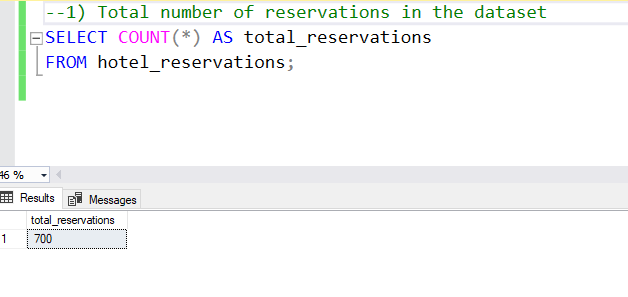 --1) Total number of reservations in the dataset
SELECT COUNT(*) AS total_reservations
FROM hotel_reservations;
46 %
Results Messages
total_reservations
1 700